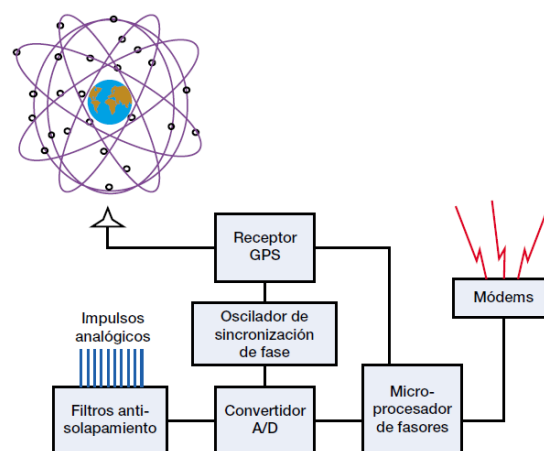 Receptor
GPS
Módems
Oscilador de
sincronización
de fase
Impulsos
analógicos
Filtros anti-
solapamiento
Convertidor
A/D
Micro-
procesador
de fasores